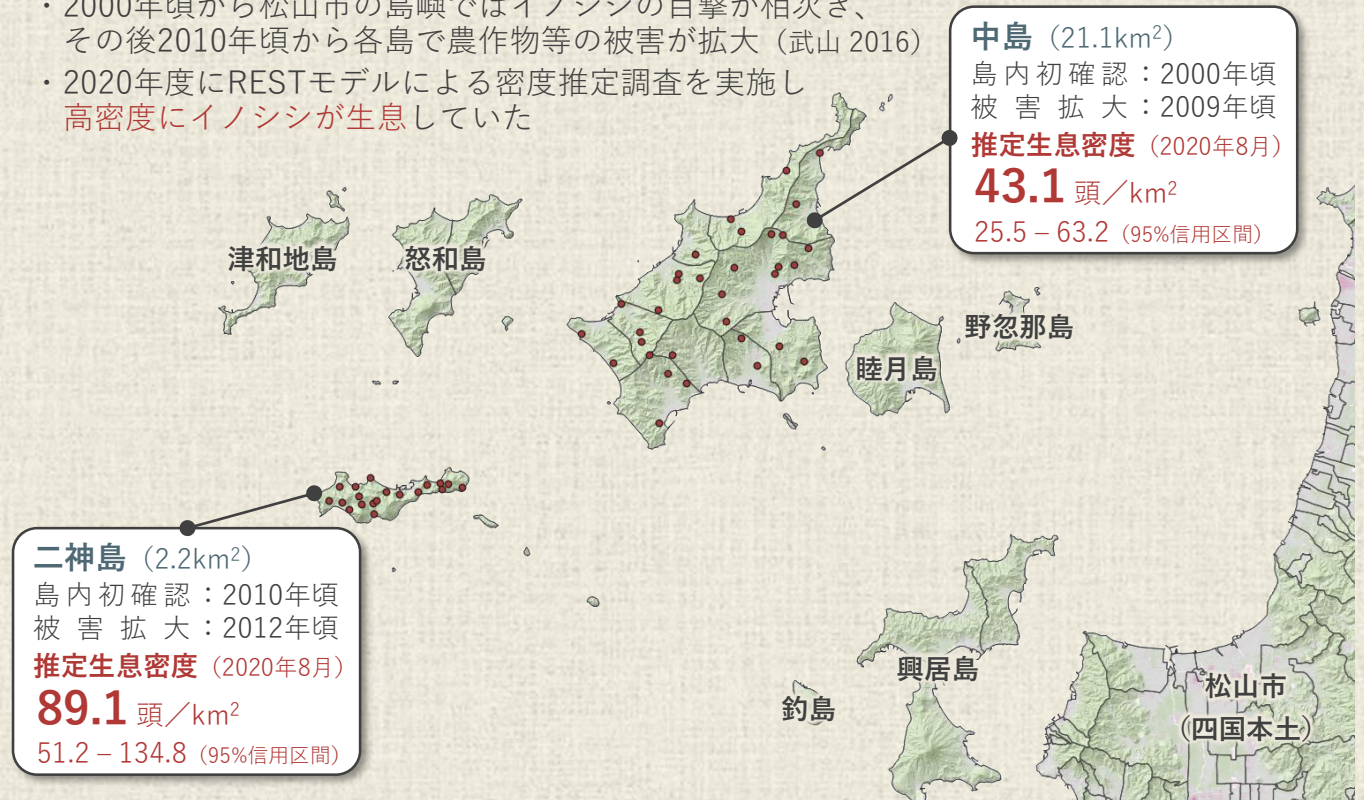 ・2000年頃から松山市の島嶼ではイノシシの目撃が相次ぎ、
その後2010年頃から各島で農作物等の被害が拡大（武山 2016）
・2020年度にRESTモデルによる密度推定調査を実施し
高密度にイノシシが生息していた
中島（21.1km²）
島内初確認：2000年頃
被害拡大：2009年頃
推定生息密度（2020年8月）
43.1 頭／km²
25.5 – 63.2（95%信用区間）
津和地島
怒和島
野忽那島
睦月島
二神島（2.2km²）
島内初確認：2010年頃
被害拡大：2012年頃
推定生息密度（2020年8月）
89.1 頭／km²
51.2 – 134.8（95%信用区間）
興居島
釣島
松山市
（四国本土）